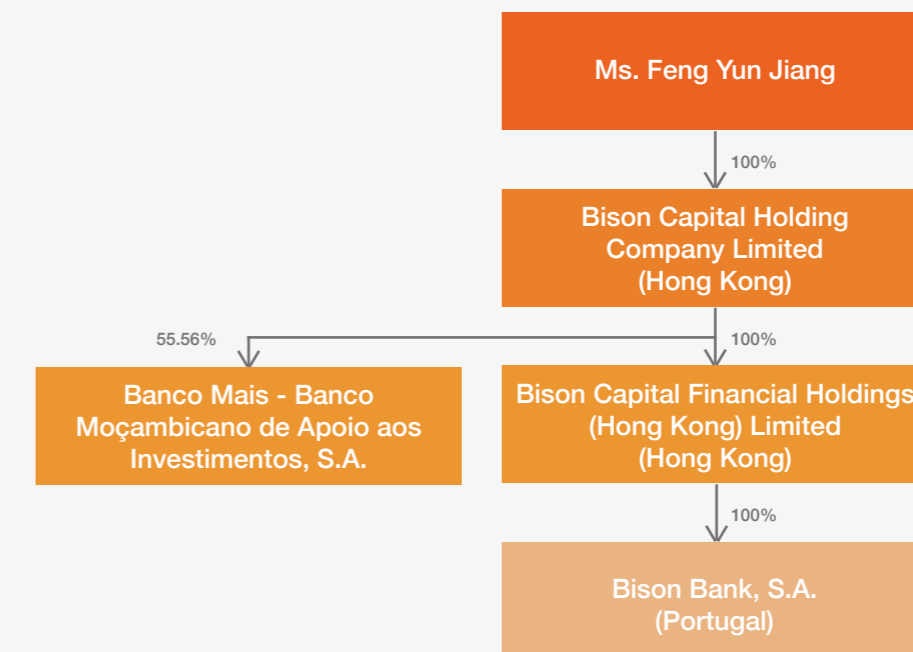 Ms. Feng Yun Jiang
100%
Bison Capital Holding
Company Limited
(Hong Kong)
55.56%
100%
Banco Mais - Banco
Moçambicano de Apoio aos
Investimentos, S.A.
Bison Capital Financial Holdings
(Hong Kong) Limited
(Hong Kong)
100%
Bison Bank, S.A.
(Portugal)